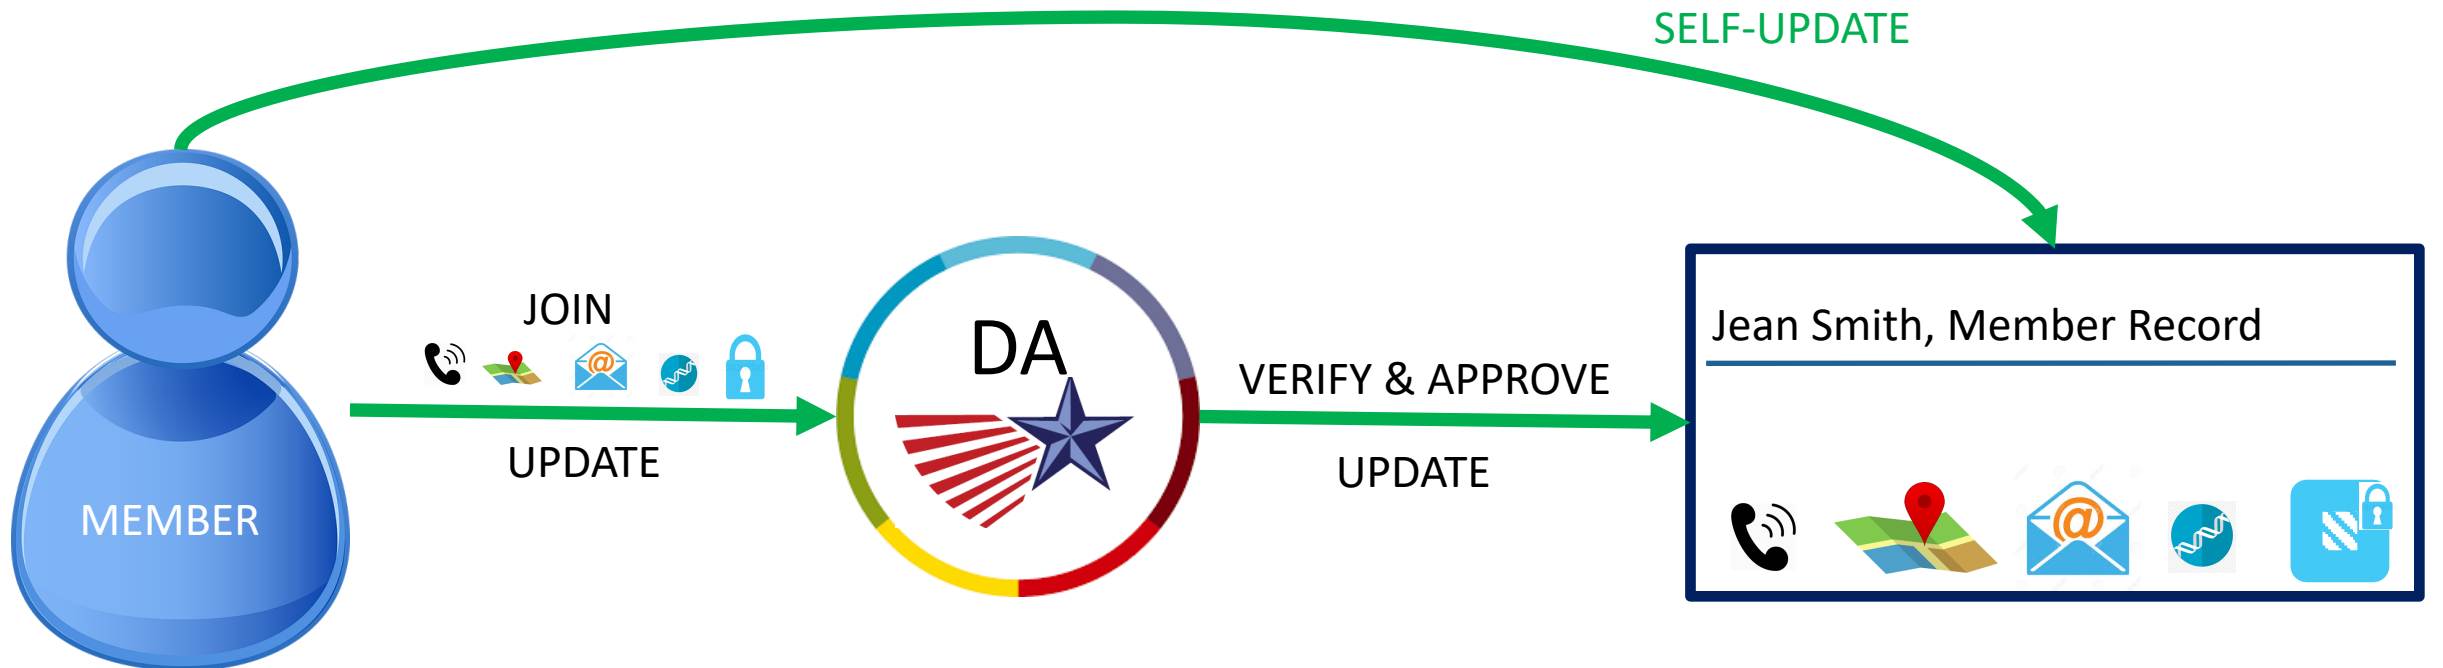 SELF-UPDATE
JOIN
UPDATE
MEMBER
DA
VERIFY & APPROVE
UPDATE
Jean Smith, Member Record
@
@